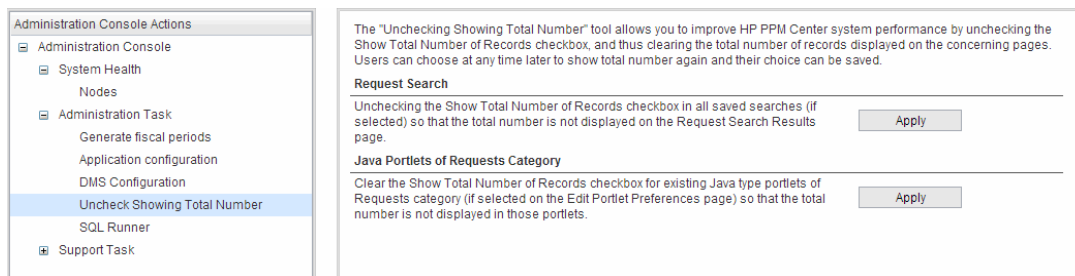 Administration Console Actions
Administration Console
System Health
Nodes
Administration Task
Generate fiscal periods
Application configuration
DMS Configuration
Uncheck Showing Total Number
SQL Runner
Support Task
The "Unchecking Showing Total Number" tool allows you to improve HP PPM Center system performance by unchecking the
Show Total Number of Records checkbox, and thus clearing the total number of records displayed on the concerning pages.
Users can choose at any time later to show total number again and their choice can be saved.
Request Search
Unchecking the Show Total Number of Records checkbox in all saved searches (if
selected) so that the total number is not displayed on the Request Search Results
page.
Apply
Java Portlets of Requests Category
Clear the Show Total Number of Records checkbox for existing Java type portlets of
Requests category (if selected on the Edit Portlet Preferences page) so that the total
number is not displayed in those portlets.
Apply